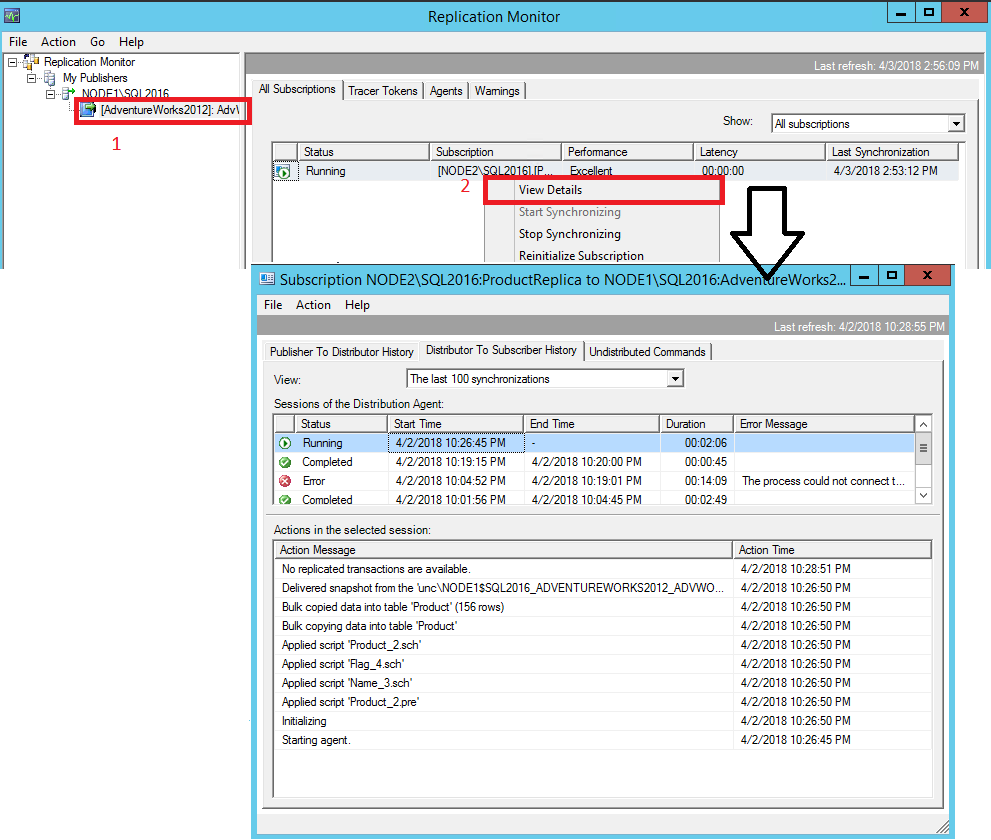 Replication Monitor
File Action Go Help
Replication Monitor
My Publishers
NODE1\SQL2016
[AdventureWorks2012]: Adv\
1
Last refresh: 4/3/2018 2:56:09 PM
All Subscriptions Tracer Tokens Agents Warnings
Show: All subscriptions
Status Subscription Performance Latency Last Synchronization
Running [NODE2\SQL2016].[P... Excellent 00:00:00 4/3/2018 2:53:12 PM
2
View Details
Start Synchronizing
Stop Synchronizing
Reinitialize Subscription
Subscription NODE2\SQL2016:ProductReplica to NODE1\SQL2016:AdventureWorks2...
File Action Help
Last refresh: 4/2/2018 10:28:55 PM
Publisher To Distributor History Distributor To Subscriber History Undistributed Commands
View: The last 100 synchronizations
Sessions of the Distribution Agent:
Status Start Time End Time Duration Error Message
Running 4/2/2018 10:26:45 PM - 00:02:06
Completed 4/2/2018 10:19:15 PM 4/2/2018 10:20:00 PM 00:00:45
Error 4/2/2018 10:04:52 PM 4/2/2018 10:19:01 PM 00:14:09 The process could not connect t...
Completed 4/2/2018 10:01:56 PM 4/2/2018 10:04:45 PM 00:02:49
Actions in the selected session:
Action Message Action Time
No replicated transactions are available. 4/2/2018 10:28:51 PM
Delivered snapshot from the 'unc\NODE1$SQL2016_ADVENTUREWORKS2012_ADVWO... 4/2/2018 10:26:50 PM
Bulk copied data into table 'Product' (156 rows) 4/2/2018 10:26:50 PM
Bulk copying data into table 'Product' 4/2/2018 10:26:50 PM
Applied script 'Product_2.sch' 4/2/2018 10:26:50 PM
Applied script 'Flag_4.sch' 4/2/2018 10:26:50 PM
Applied script 'Name_3.sch' 4/2/2018 10:26:50 PM
Applied script 'Product_2.pre' 4/2/2018 10:26:50 PM
Initializing 4/2/2018 10:26:50 PM
Starting agent. 4/2/2018 10:26:45 PM